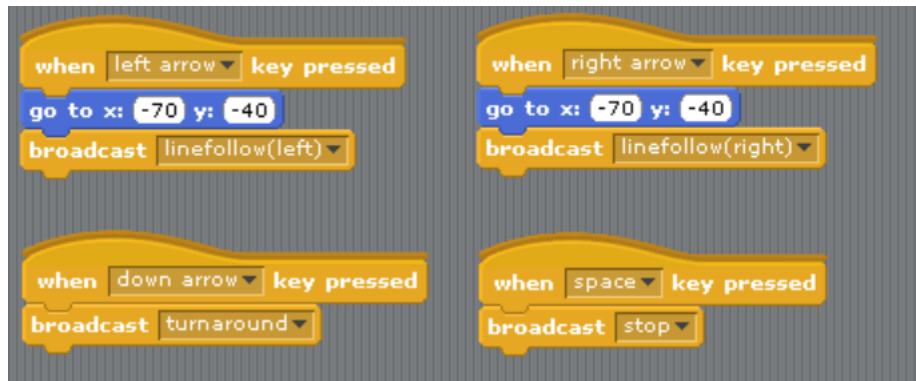 when left arrow key pressed
go to x: -70 y: -40
broadcast linefollow(left)
when right arrow key pressed
go to x: -70 y: -40
broadcast linefollow(right)
when down arrow key pressed
broadcast turnaround
when space key pressed
broadcast stop